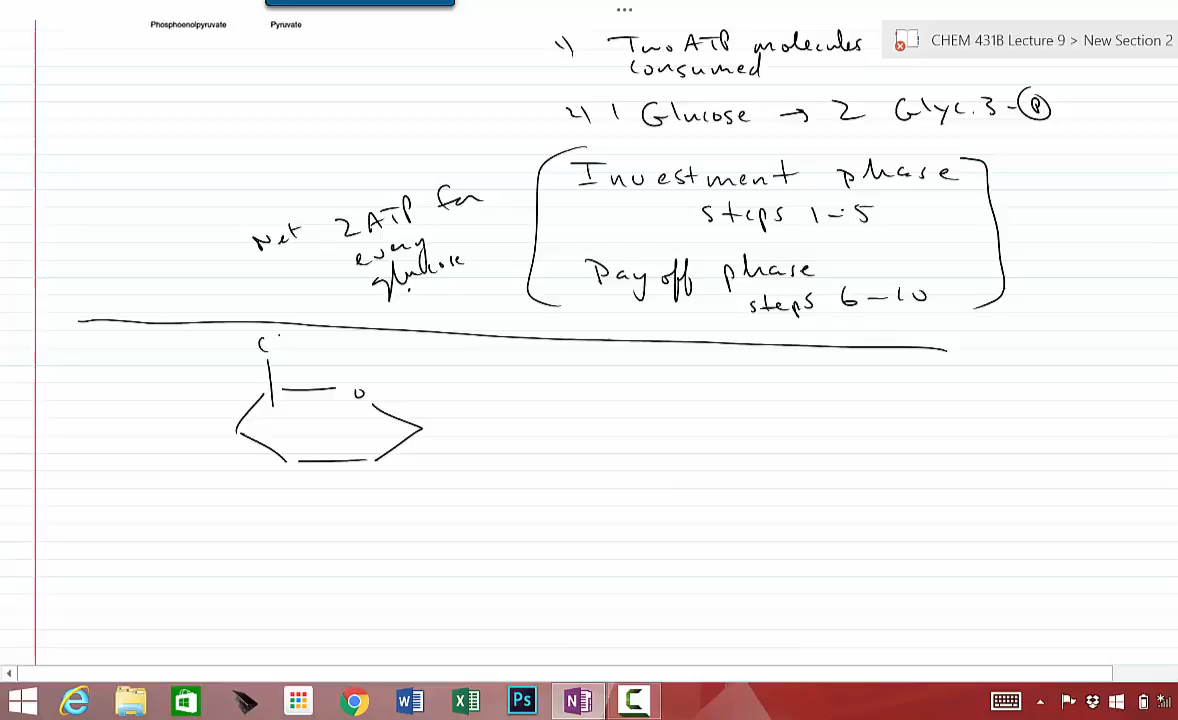 Phosphoenolpyruvate Pyruvate
CHEM 431B Lecture 9 > New Section 2
1) Two ATP molecules
consumed
2) 1 Glucose → 2 Glyc. 3-Ⓟ
Investment phase
steps 1-5
Pay off phase
steps 6-10
Net 2 ATP for
every
glucose
C
O